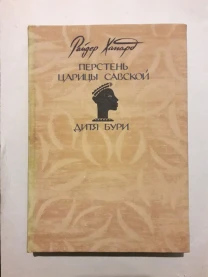 Райдер Хаггард
ПЕРСТЕНЬ
ЦАРИЦЫ САВСКОЙ
ДИТЯ БУРИ